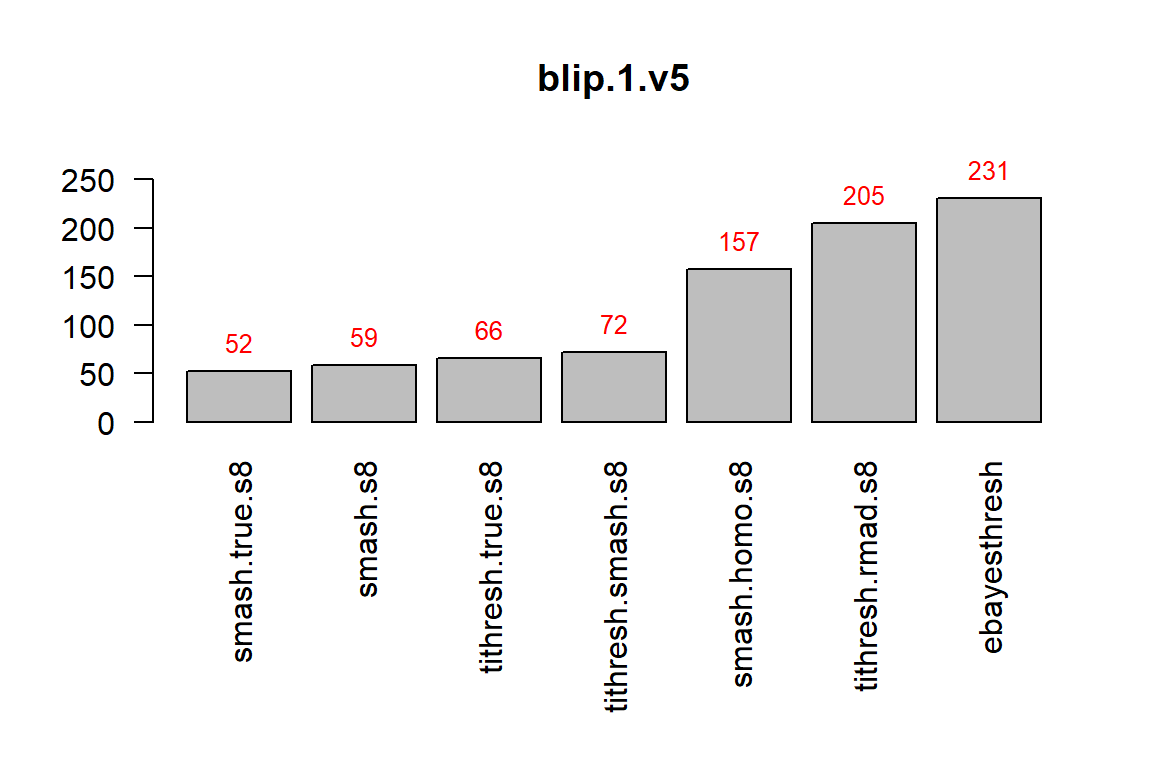 blip.1.v5
250
200
150
100
50
0
52
59
66
72
157
205
231
smash.true.s8
smash.s8
tithresh.true.s8
tithresh.smash.s8
smash.homo.s8
tithresh.rmad.s8
ebayesthresh